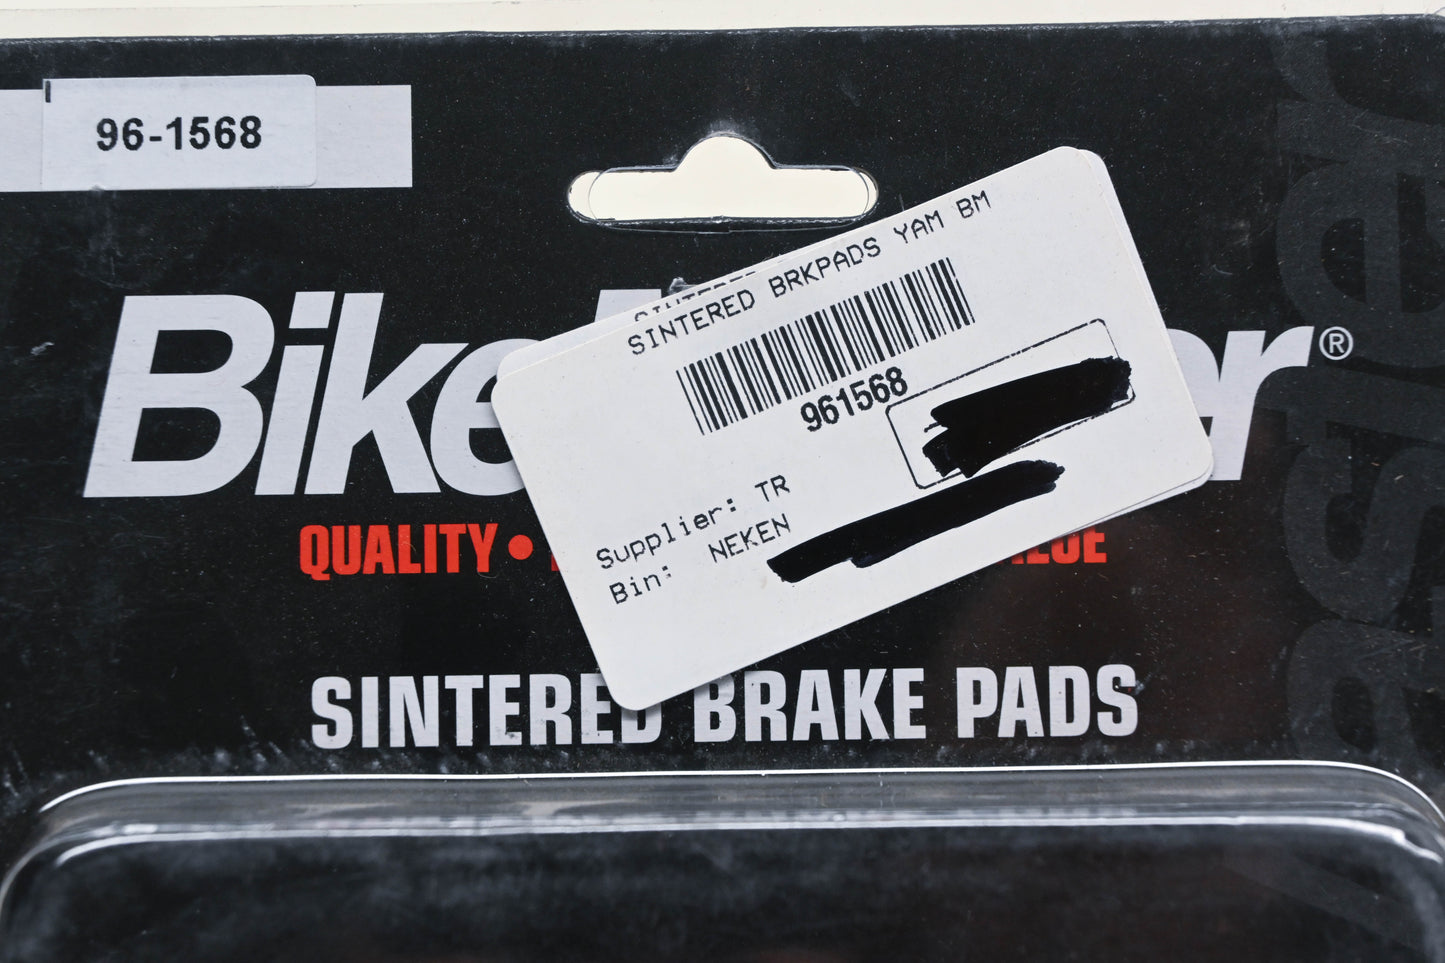 96-1568
SINTERED BRKPADS YAM BM
961568
Supplier: TR
Bin: NEKEN
Bike ®
QUALITY •
SINTERED BRAKE PADS